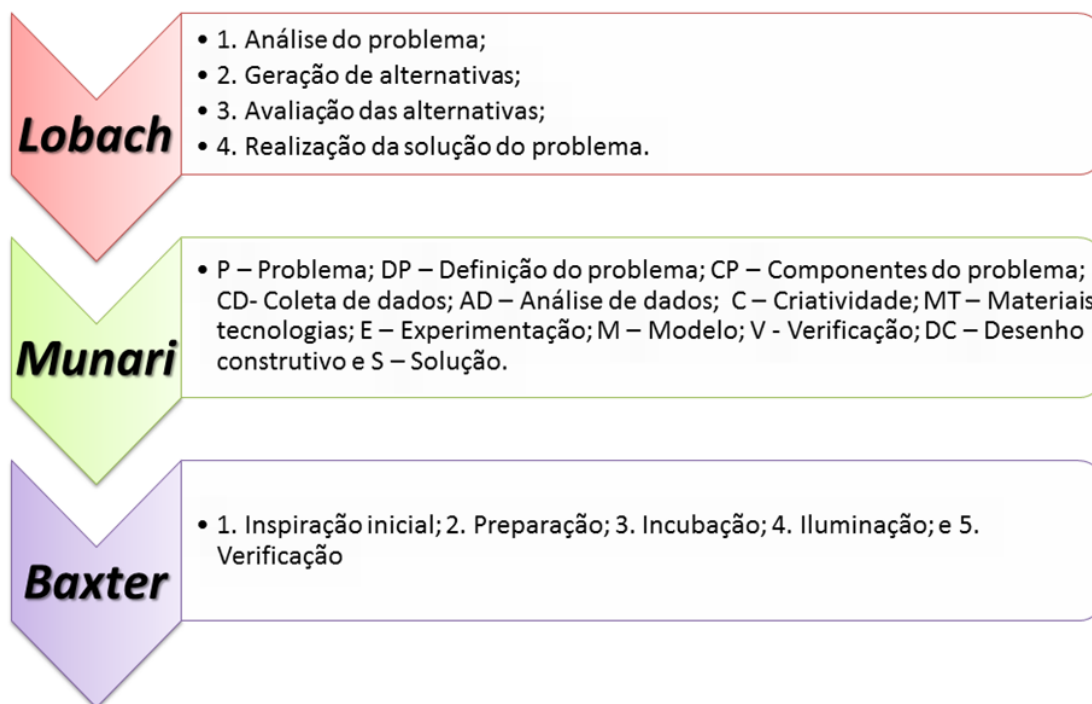 Lobach
• 1. Análise do problema;
• 2. Geração de alternativas;
• 3. Avaliação das alternativas;
• 4. Realização da solução do problema.
Munari
• P – Problema; DP – Definição do problema; CP – Componentes do problema;
CD- Coleta de dados; AD – Análise de dados; C – Criatividade; MT – Materiais
tecnologias; E – Experimentação; M – Modelo; V - Verificação; DC – Desenho
construtivo e S – Solução.
Baxter
• 1. Inspiração inicial; 2. Preparação; 3. Incubação; 4. Iluminação; e 5.
Verificação